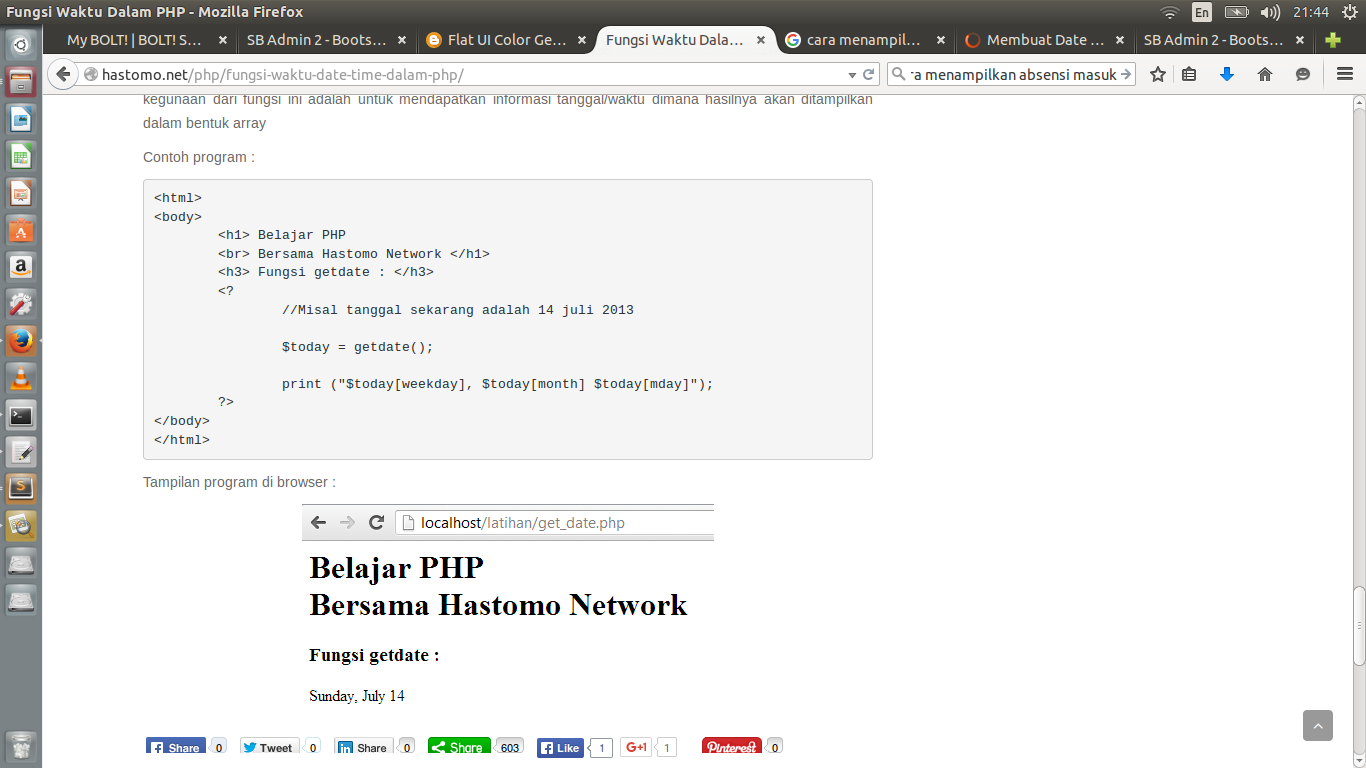 Fungsi Waktu Dalam PHP - Mozilla Firefox
En
21:44
My BOLT! | BOLT! S...
SB Admin 2 - Boots...
Flat UI Color Ge...
Fungsi Waktu Dala...
cara menampil...
Membuat Date ...
SB Admin 2 - Boots...
hastomo.net/php/fungsi-waktu-date-time-dalam-php/
a menampilkan absensi masuk
kegunaan dari fungsi ini adalah untuk mendapatkan informasi tanggal/waktu dimana hasilnya akan ditampilkan
dalam bentuk array
Contoh program :
<html>
<body>
<h1> Belajar PHP
<br> Bersama Hastomo Network </h1>
<h3> Fungsi getdate : </h3>
<?
//Misal tanggal sekarang adalah 14 juli 2013
$today = getdate();
print ("$today[weekday], $today[month] $today[mday]");
?>
</body>
</html>
Tampilan program di browser :
localhost/latihan/get_date.php
Belajar PHP
Bersama Hastomo Network
Fungsi getdate :
Sunday, July 14
Share 0
Tweet 0
Share 0
Share 603
Like 1
G+1 1
Pinterest 0